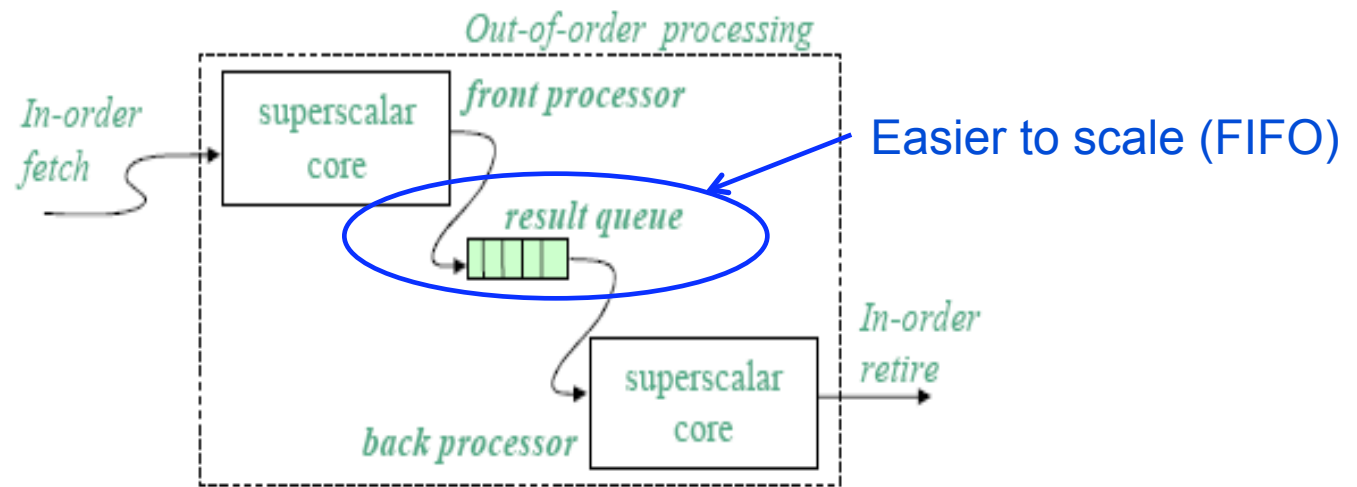 Out-of-order processing
In-order
fetch
superscalar
core
front processor
Easier to scale (FIFO)
result queue
In-order
retire
superscalar
core
back processor